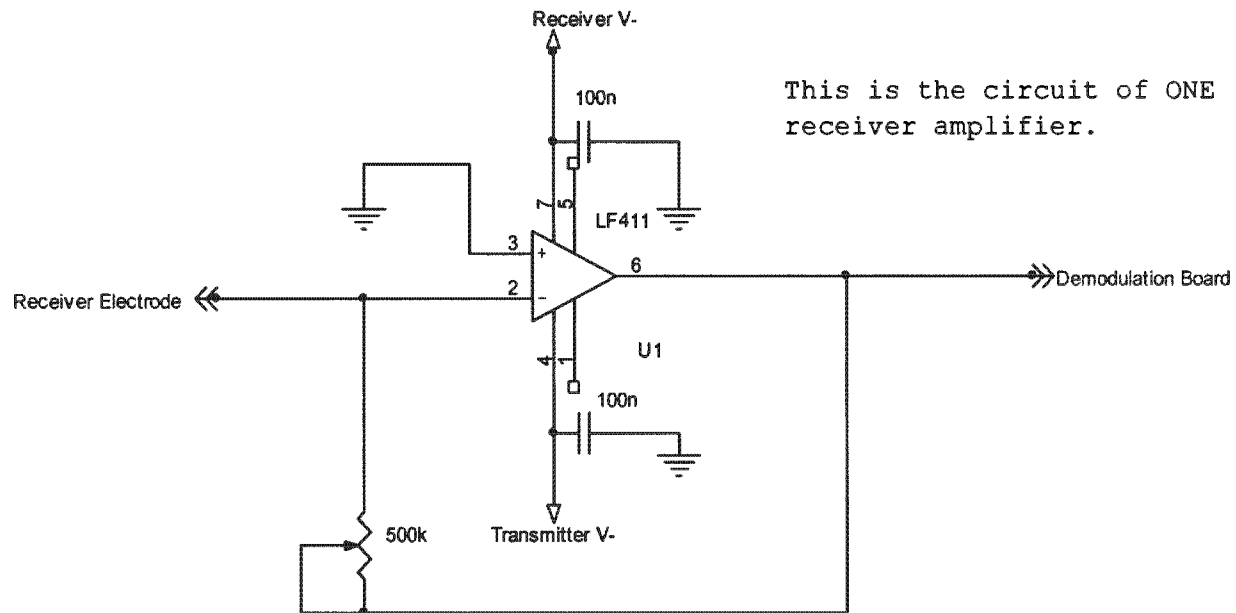 Receiver V-
This is the circuit of ONE
receiver amplifier.
100n
7
5
LF411
3
+
6
Receiver Electrode
2
-
Demodulation Board
U1
4
1
100n
500k
Transmitter V-